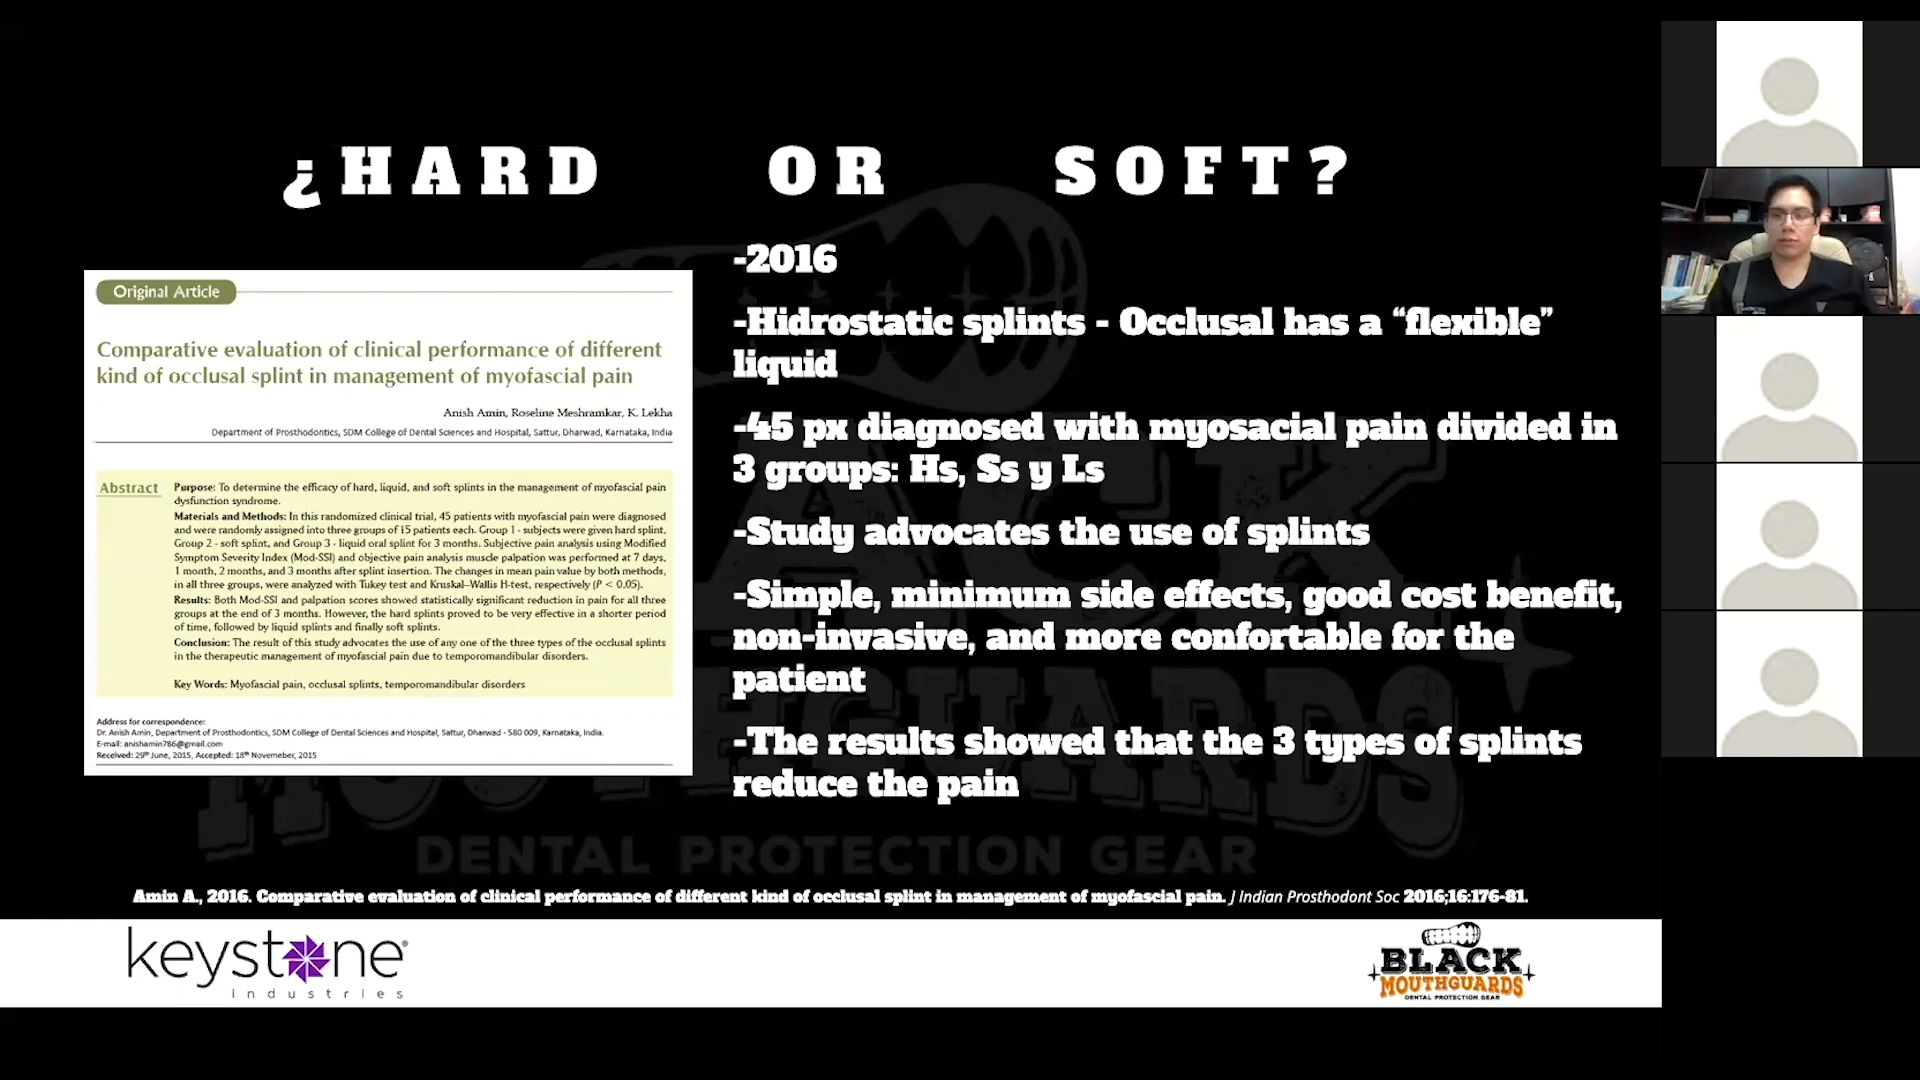 ¿HARD OR SOFT?
Original Article
Comparative evaluation of clinical performance of different
kind of occlusal splint in management of myofascial pain
Anish Amin, Roseline Meshramkar, K. Lekha
Department of Prosthodontics, SDM College of Dental Sciences and Hospital, Sattur, Dharwad, Karnataka, India
Abstract
Purpose: To determine the efficacy of hard, liquid, and soft splints in the management of myofascial pain
dysfunction syndrome.
Materials and Methods: In this randomized clinical trial, 45 patients with myofascial pain were diagnosed
and were randomly assigned into three groups of 15 patients each. Group 1 - subjects were given hard splint,
Group 2 - soft splint, and Group 3 - liquid oral splint for 3 months. Subjective pain analysis using Modified
Symptom Severity Index (Mod-SSI) and objective pain analysis muscle palpation was performed at 7 days,
1 month, 2 months, and 3 months after splint insertion. The changes in mean pain value by both methods,
in all three groups, were analyzed with Tukey test and Kruskal–Wallis H-test, respectively (P < 0.05).
Results: Both Mod-SSI and palpation scores showed statistically significant reduction in pain for all three
groups at the end of 3 months. However, the hard splints proved to be very effective in a shorter period
of time, followed by liquid splints and finally soft splints.
Conclusion: The result of this study advocates the use of any one of the three types of the occlusal splints
in the therapeutic management of myofascial pain due to temporomandibular disorders.
Key Words: Myofascial pain, occlusal splints, temporomandibular disorders
Address for correspondence:
Dr. Anish Amin, Department of Prosthodontics, SDM College of Dental Sciences and Hospital, Sattur, Dharwad - 580 009, Karnataka, India.
E-mail: anishamin786@gmail.com
Received: 29th June, 2015, Accepted: 18th Novemeber, 2015
-2016
-Hidrostatic splints - Occlusal has a “flexible”
liquid
-45 px diagnosed with myosacial pain divided in
3 groups: Hs, Ss y Ls
-Study advocates the use of splints
-Simple, minimum side effects, good cost benefit,
non-invasive, and more confortable for the
patient
-The results showed that the 3 types of splints
reduce the pain
BLACK
MOUTHGUARDS
DENTAL PROTECTION GEAR
Amin A., 2016. Comparative evaluation of clinical performance of different kind of occlusal splint in management of myofascial pain. J Indian Prosthodont Soc 2016;16:176-81.
keystone
industries
BLACK
MOUTHGUARDS
DENTAL PROTECTION GEAR